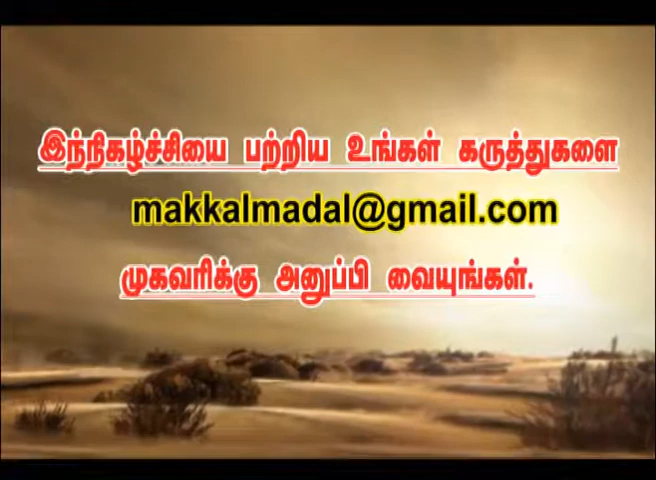 இந்நிகழ்ச்சியை பற்றிய உங்கள் கருத்துகளை
makkalmadal@gmail.com
முகவரிக்கு அனுப்பி வையுங்கள்.